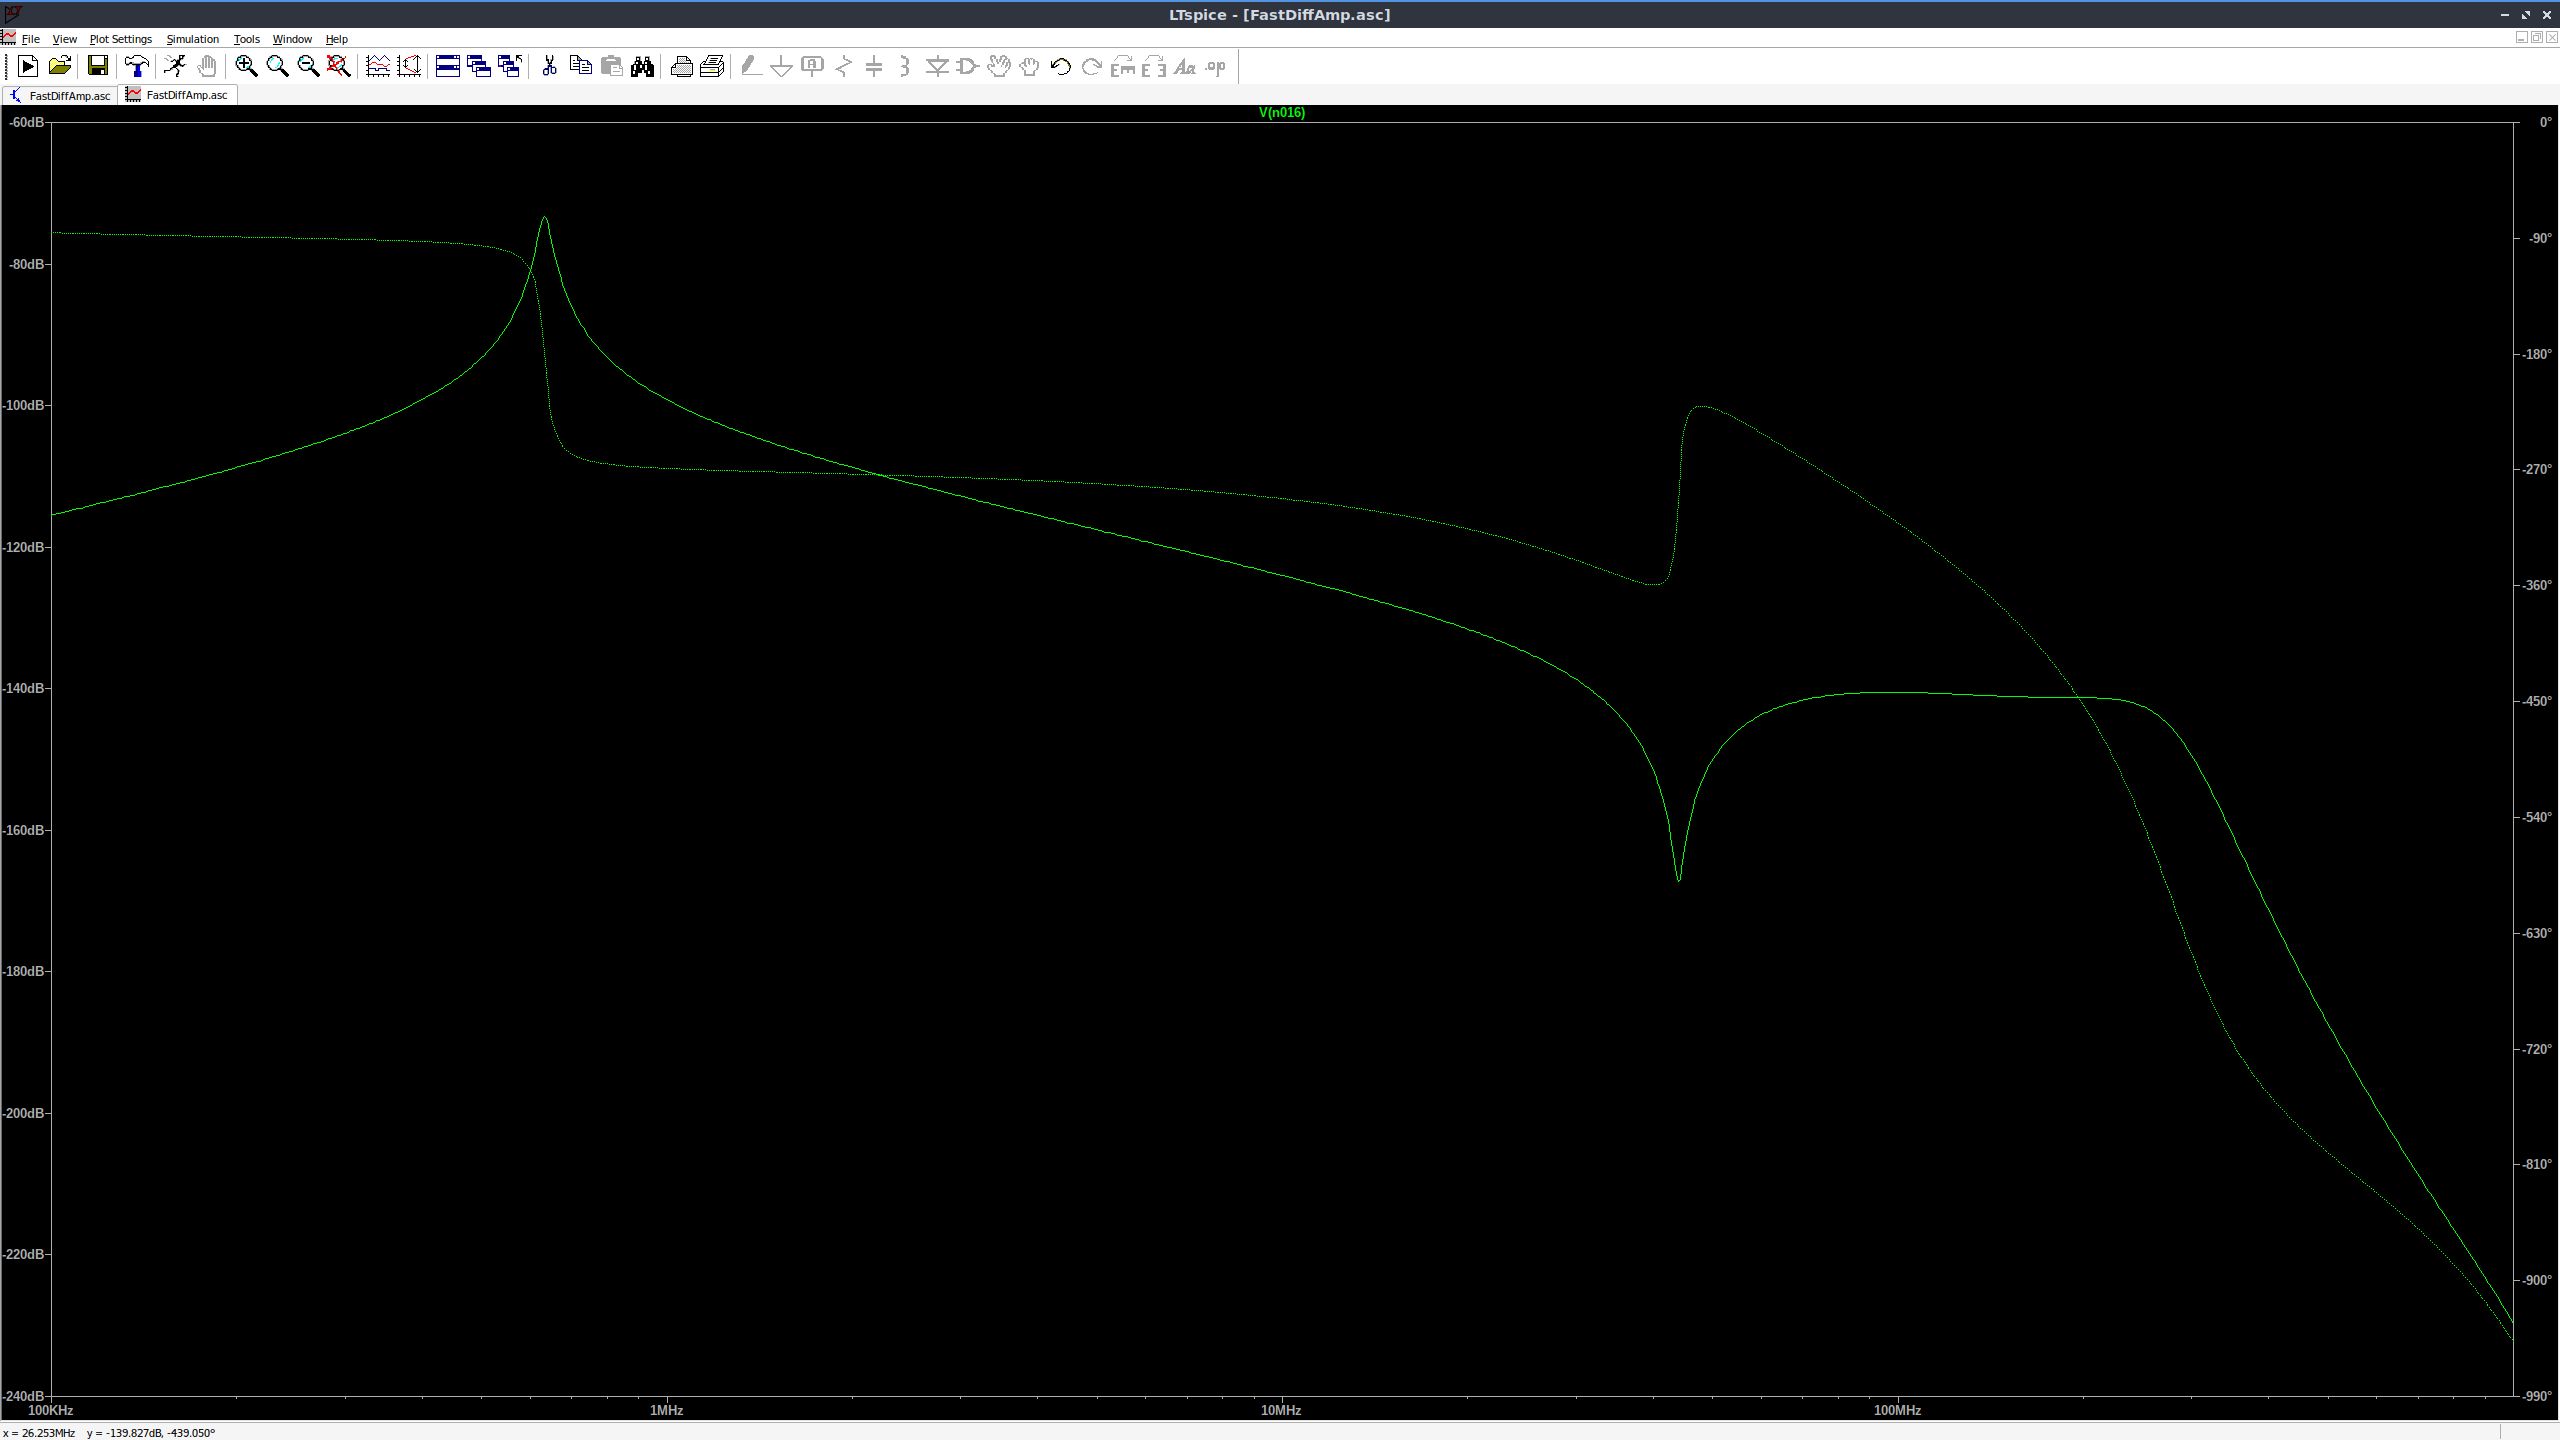 LTspice - [FastDiffAmp.asc]
File View Plot Settings Simulation Tools Window Help
FastDiffAmp.asc FastDiffAmp.asc
V(n016)
-60dB 0°
-90°
-80dB
-180°
-100dB
-270°
-120dB
-360°
-140dB
-450°
-160dB
-540°
-630°
-180dB
-720°
-200dB
-810°
-220dB
-900°
-240dB -990°
100KHz 1MHz 10MHz 100MHz
x = 26.253MHz y = -139.827dB, -439.050°